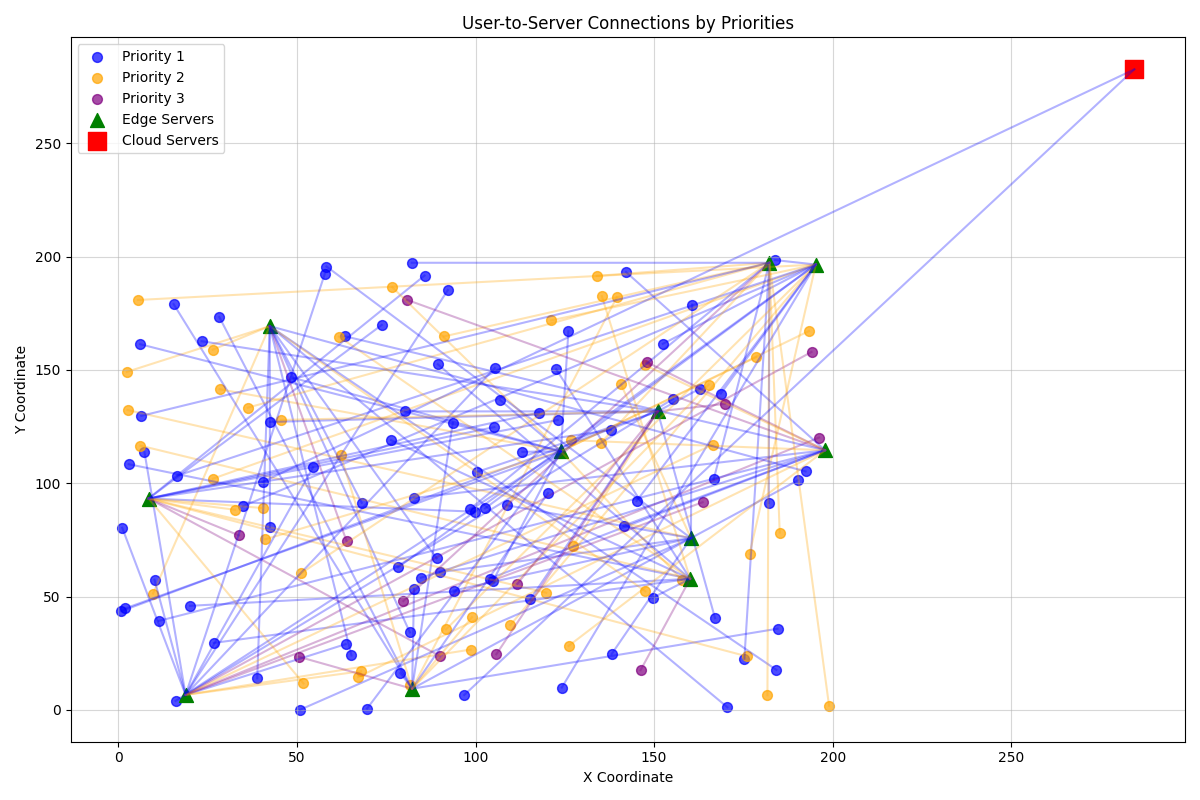 User-to-Server Connections by Priorities
Priority 1
Priority 2
Priority 3
Edge Servers
Cloud Servers
Y Coordinate
250
200
150
100
50
0
0 50 100 150 200 250
X Coordinate